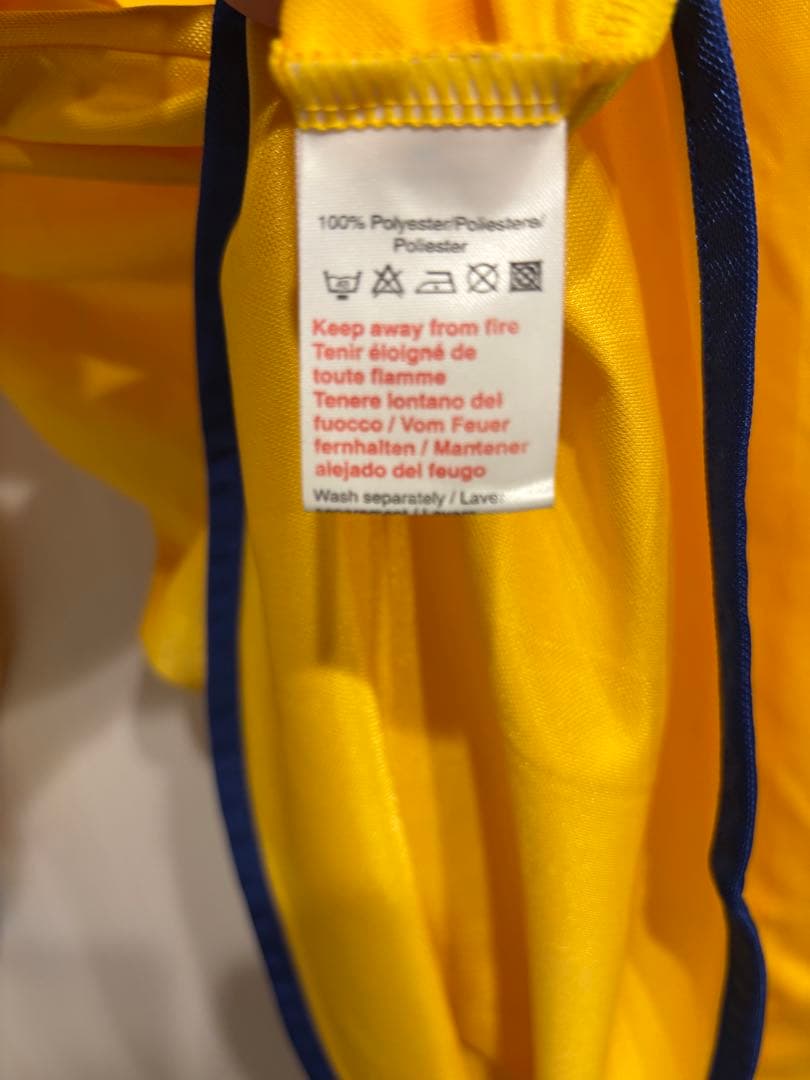 100% Polyester/Poliestere/
Poliester
40
Keep away from fire
Tenir éloigné de
toute flamme
Tenere lontano del
fuocco / Vom Feuer
fernhalten / Mantener
alejado del feugo
Wash separately / Lave